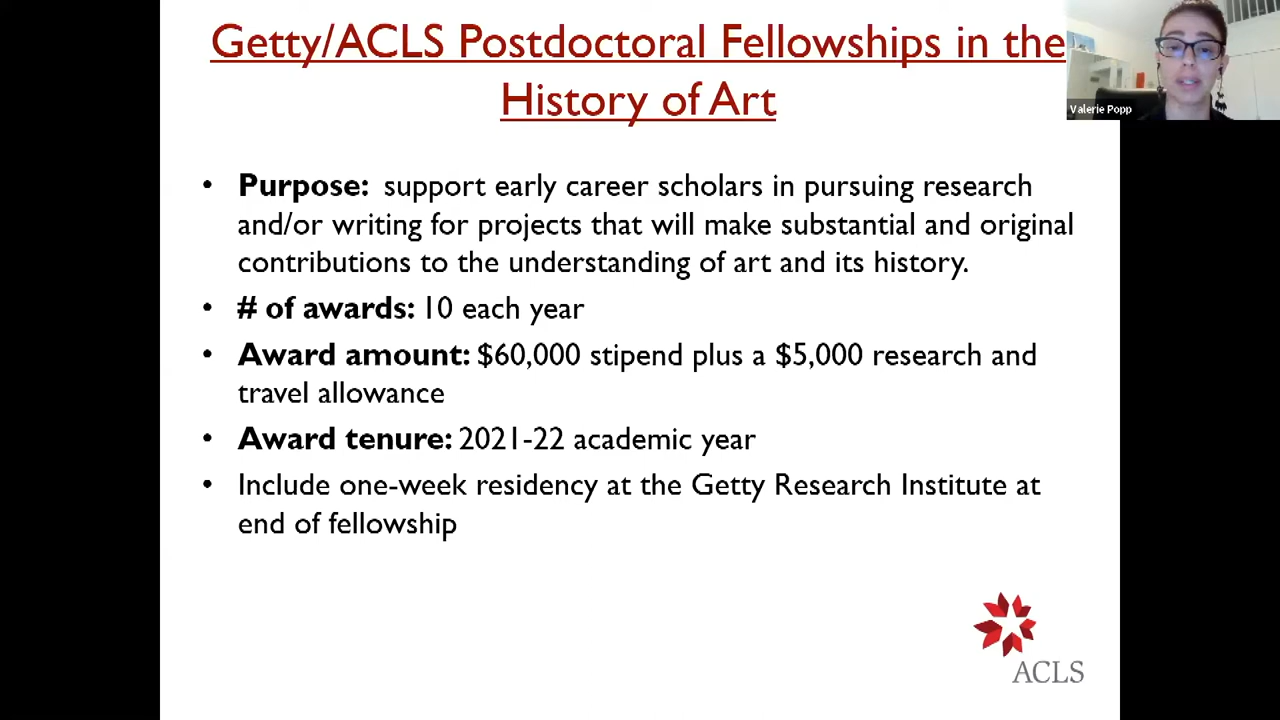 Getty/ACLS Postdoctoral Fellowships in the
History of Art
Valerie Popp
• Purpose: support early career scholars in pursuing research
and/or writing for projects that will make substantial and original
contributions to the understanding of art and its history.
• # of awards: 10 each year
• Award amount: $60,000 stipend plus a $5,000 research and
travel allowance
• Award tenure: 2021-22 academic year
• Include one-week residency at the Getty Research Institute at
end of fellowship
ACLS